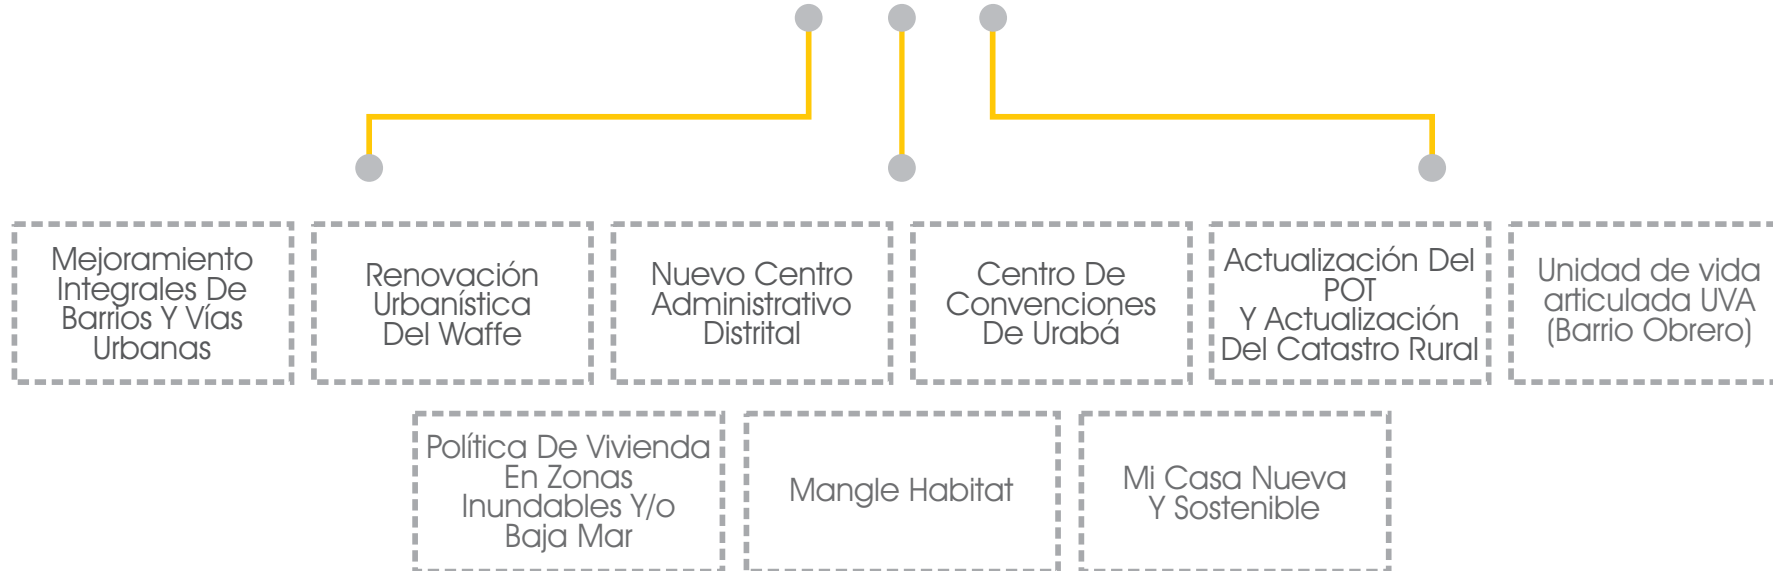 Mejoramiento
Integrales De
Barrios Y Vías
Urbanas
Renovación
Urbanística
Del Waffe
Nuevo Centro
Administrativo
Distrital
Centro De
Convenciones
De Urabá
Actualización Del
POT
Y Actualización
Del Catastro Rural
Unidad de vida
articulada UVA
(Barrio Obrero)
Política De Vivienda
En Zonas
Inundables Y/o
Baja Mar
Mangle Habitat
Mi Casa Nueva
Y Sostenible